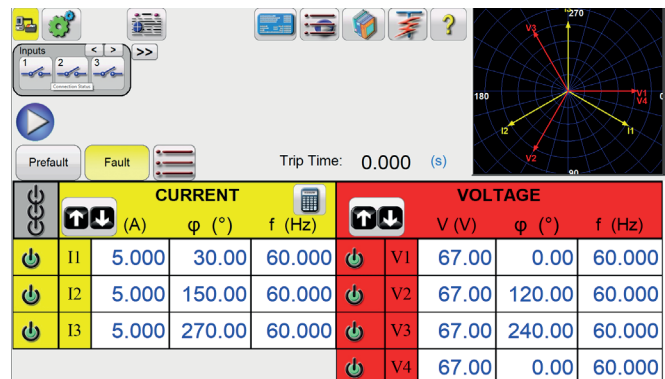 Inputs < > >>
1 2 3
Connection Status
?
Prefault Fault Trip Time: 0.000 (s)
270
V3
180 V1 0
V4
I2 I1
V2
90
CURRENT VOLTAGE
(A) φ (°) f (Hz) V (V) φ (°) f (Hz)
I1 5.000 30.00 60.000 V1 67.00 0.00 60.000
I2 5.000 150.00 60.000 V2 67.00 120.00 60.000
I3 5.000 270.00 60.000 V3 67.00 240.00 60.000
V4 67.00 0.00 60.000